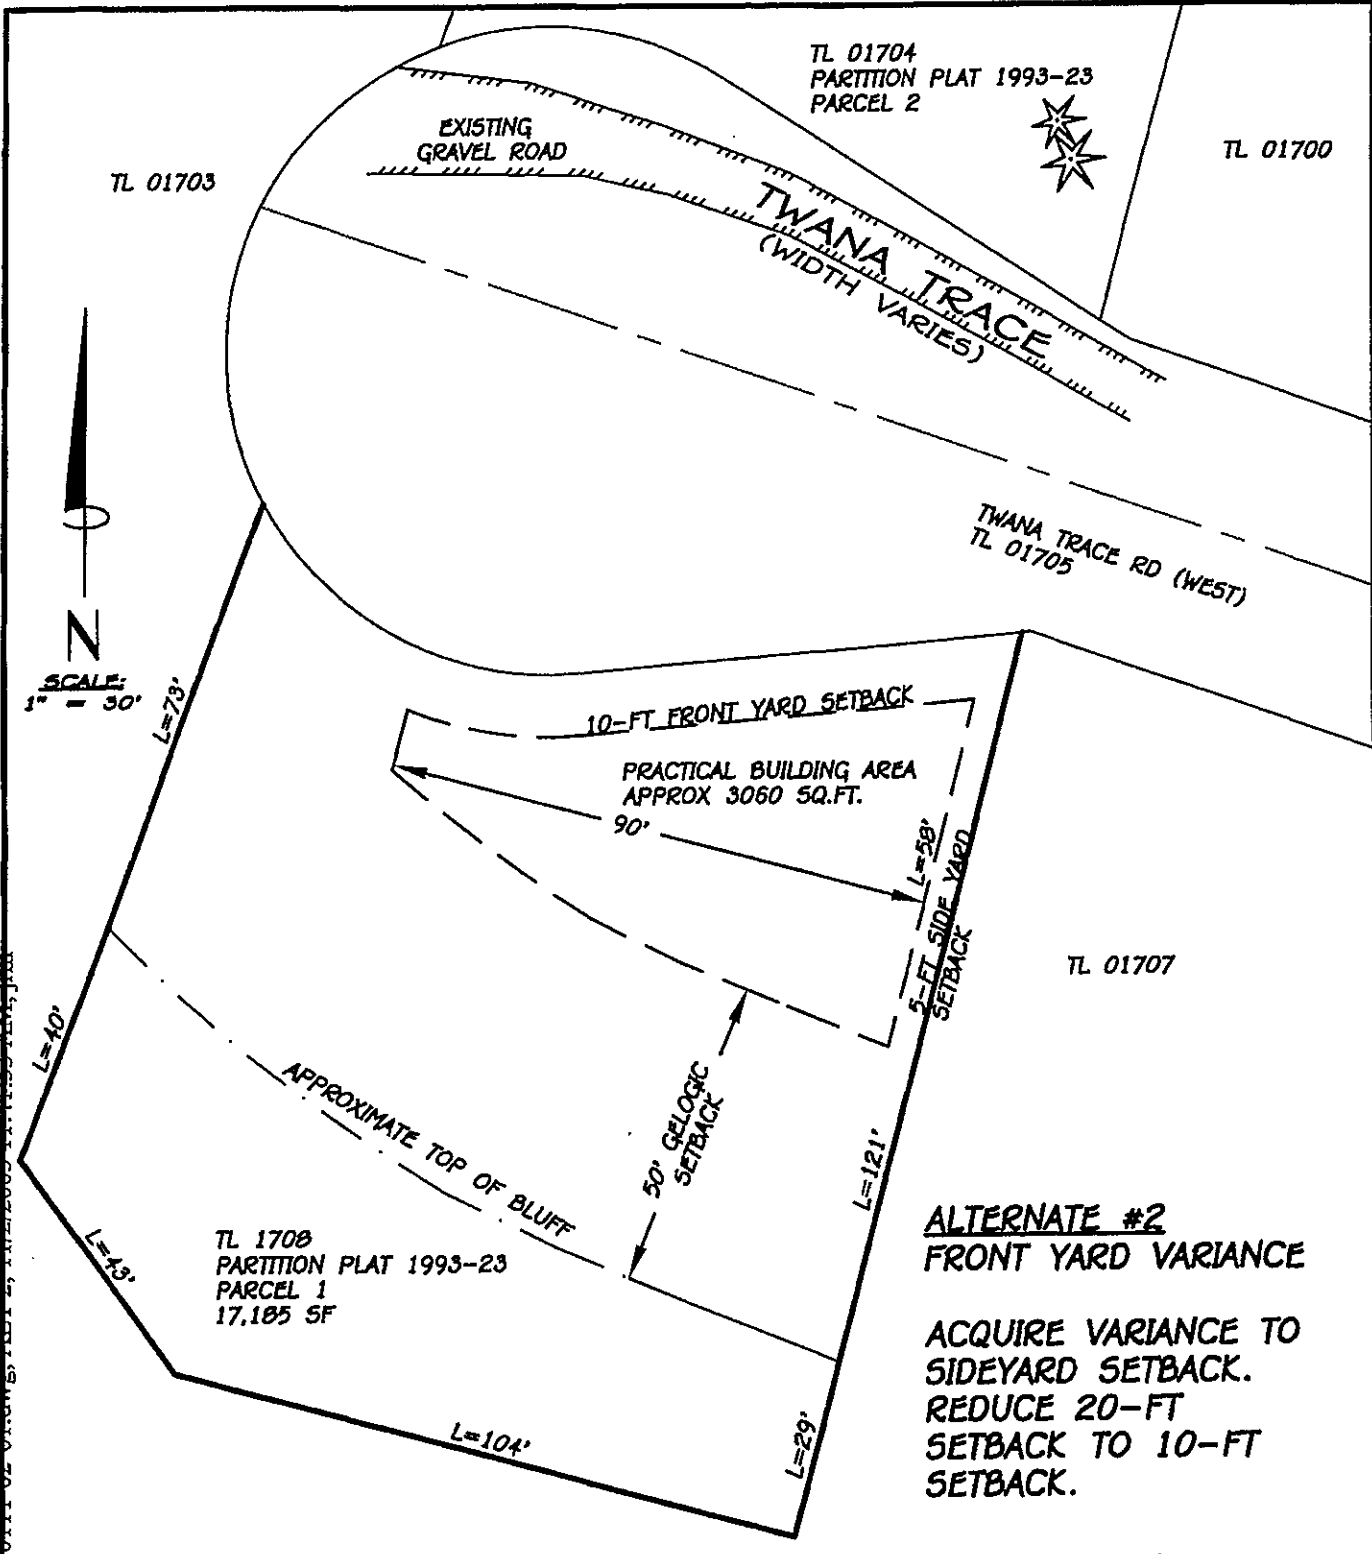 TL 01704
PARTITION PLAT 1993-23
PARCEL 2
TL 01700
EXISTING
GRAVEL ROAD
TL 01703
TWANA TRACE
(WIDTH VARIES)
TWANA TRACE RD (WEST)
TL 01705
N
SCALE:
1" = 30'
L=73'
10-FT FRONT YARD SETBACK
PRACTICAL BUILDING AREA
APPROX 3060 SQ.FT.
90'
L=58'
5-FT SIDE YARD
SETBACK
TL 01707
L=40'
APPROXIMATE TOP OF BLUFF
50' GELOGIC
SETBACK
L=121'
L=43'
TL 1708
PARTITION PLAT 1993-23
PARCEL 1
17,185 SF
L=104'
L=29'
ALTERNATE #2
FRONT YARD VARIANCE
ACQUIRE VARIANCE TO
SIDEYARD SETBACK.
REDUCE 20-FT
SETBACK TO 10-FT
SETBACK.